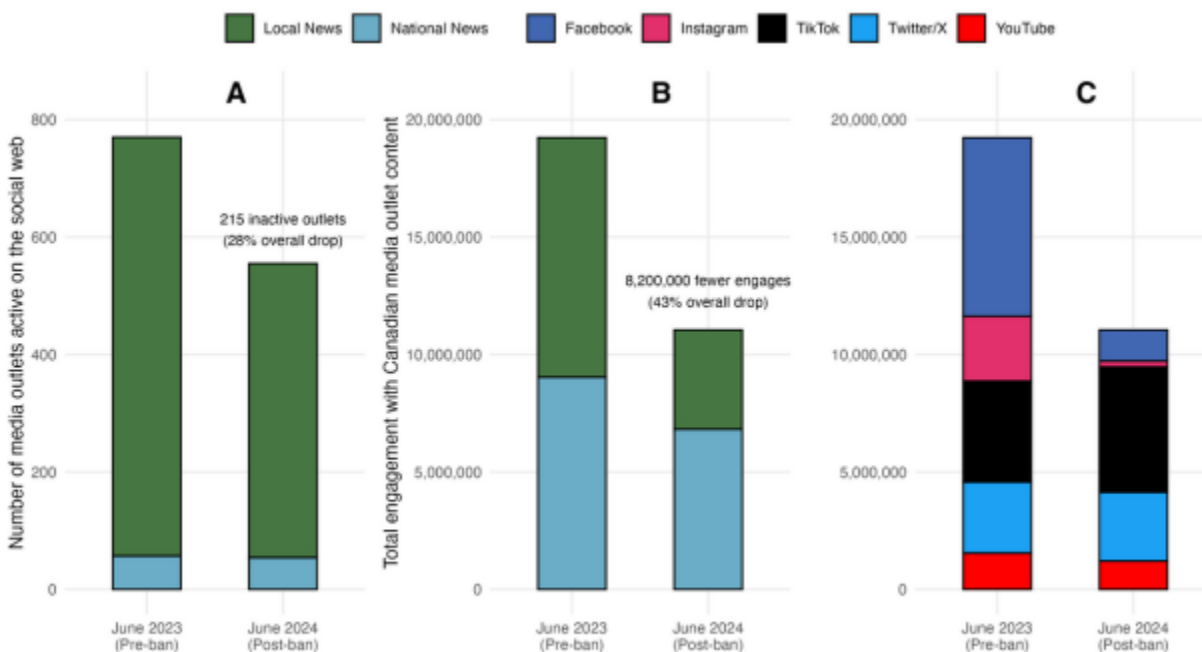 Local News National News Facebook Instagram TikTok Twitter/X YouTube
A
Number of media outlets active on the social web
800
600
400
200
0
215 inactive outlets
(28% overall drop)
June 2023
(Pre-ban)
June 2024
(Post-ban)
B
Total engagement with Canadian media outlet content
20,000,000
15,000,000
10,000,000
5,000,000
0
8,200,000 fewer engages
(43% overall drop)
June 2023
(Pre-ban)
June 2024
(Post-ban)
C
20,000,000
15,000,000
10,000,000
5,000,000
0
June 2023
(Pre-ban)
June 2024
(Post-ban)